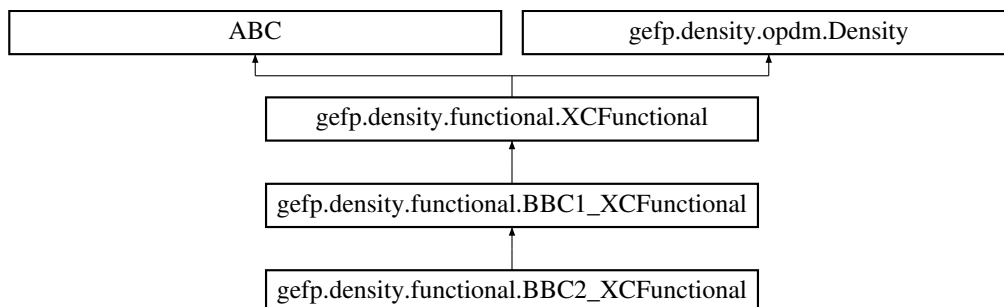 ABC
gefp.density.opdm.Density
gefp.density.functional.XCFunctional
gefp.density.functional.BBC1_XCFunctional
gefp.density.functional.BBC2_XCFunctional